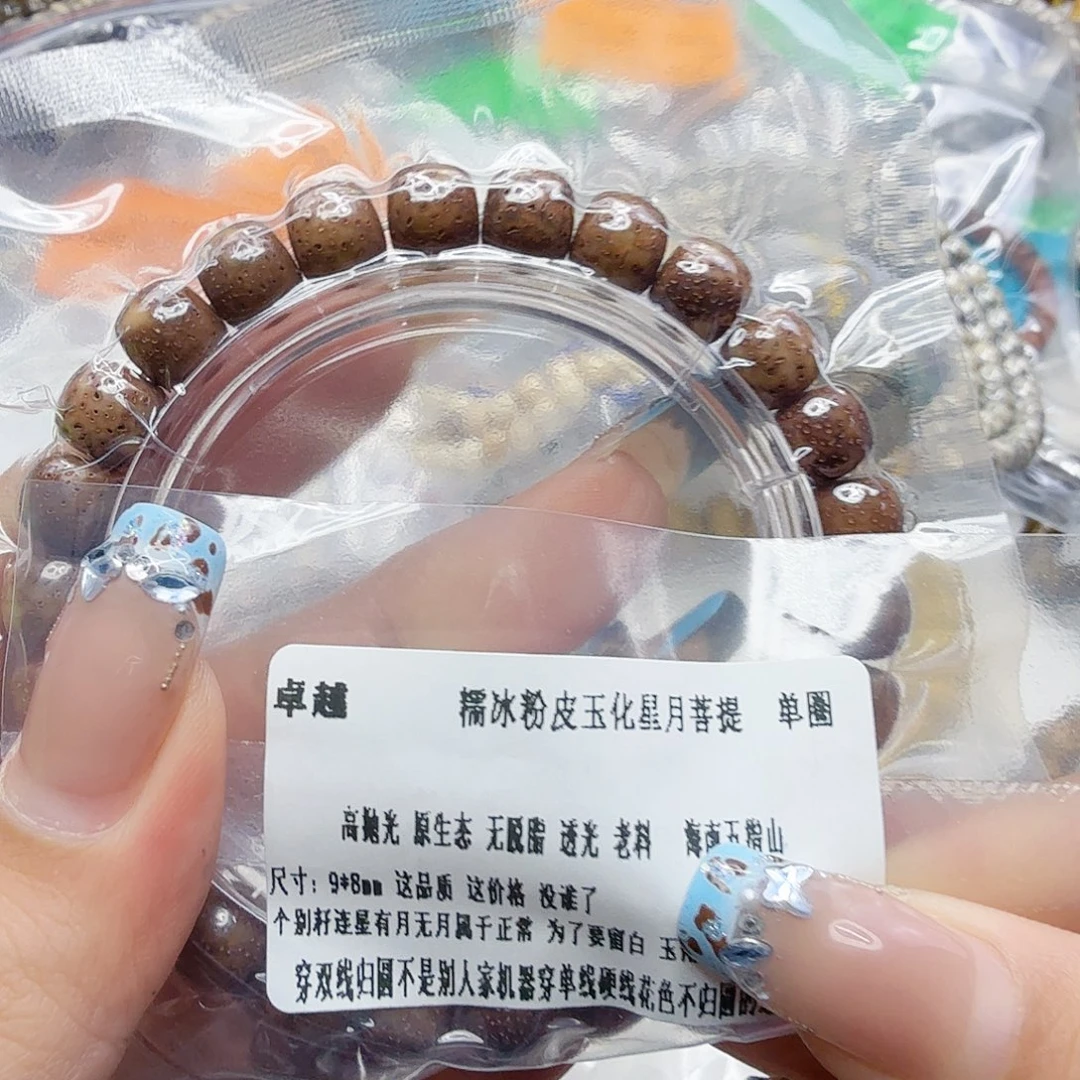 卓越 糯冰粉皮玉化星月菩提 单圈
高抛光 原生态 无脱脂 透光 老料 海南五指山
尺寸：9*8mm 这品质 这价格 没谁了
个别籽连星有月无月属于正常 为了要留白 玉
穿双线归圆不是别人家机器穿单线硬线花色不归圆的